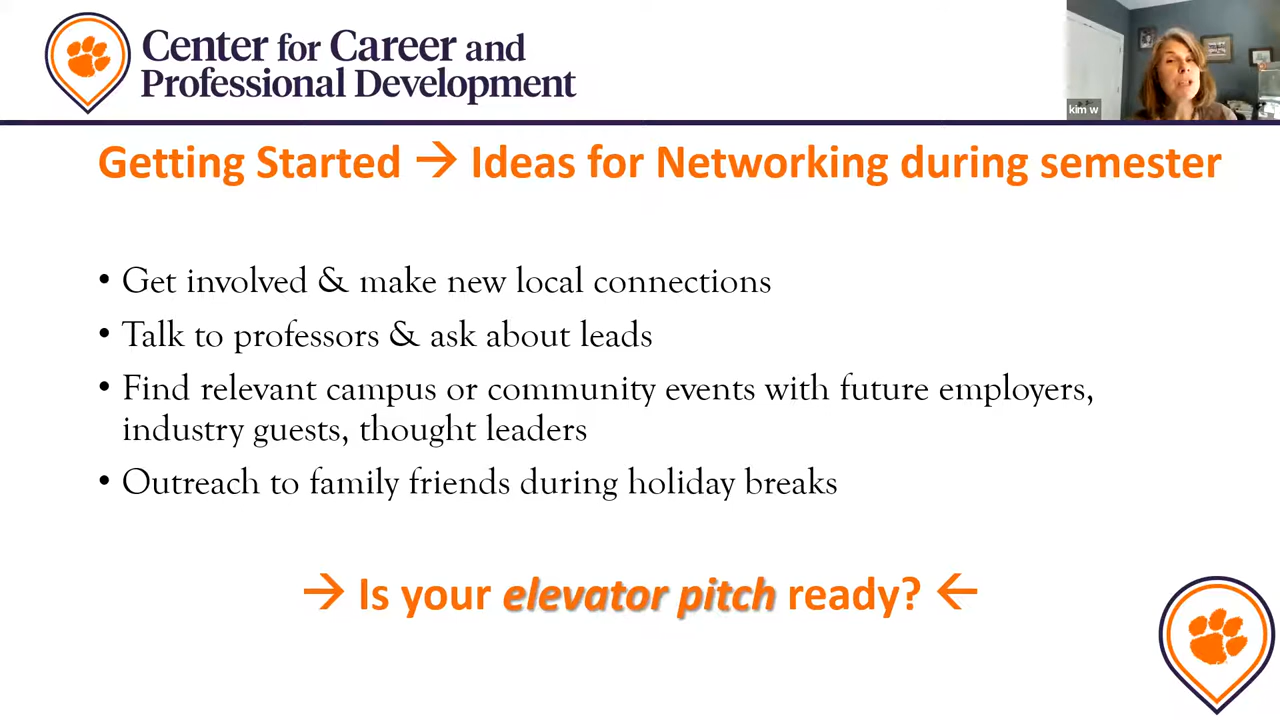 Center for Career and
Professional Development
kim w
Getting Started → Ideas for Networking during semester
• Get involved & make new local connections
• Talk to professors & ask about leads
• Find relevant campus or community events with future employers,
industry guests, thought leaders
• Outreach to family friends during holiday breaks
→ Is your elevator pitch ready? ←